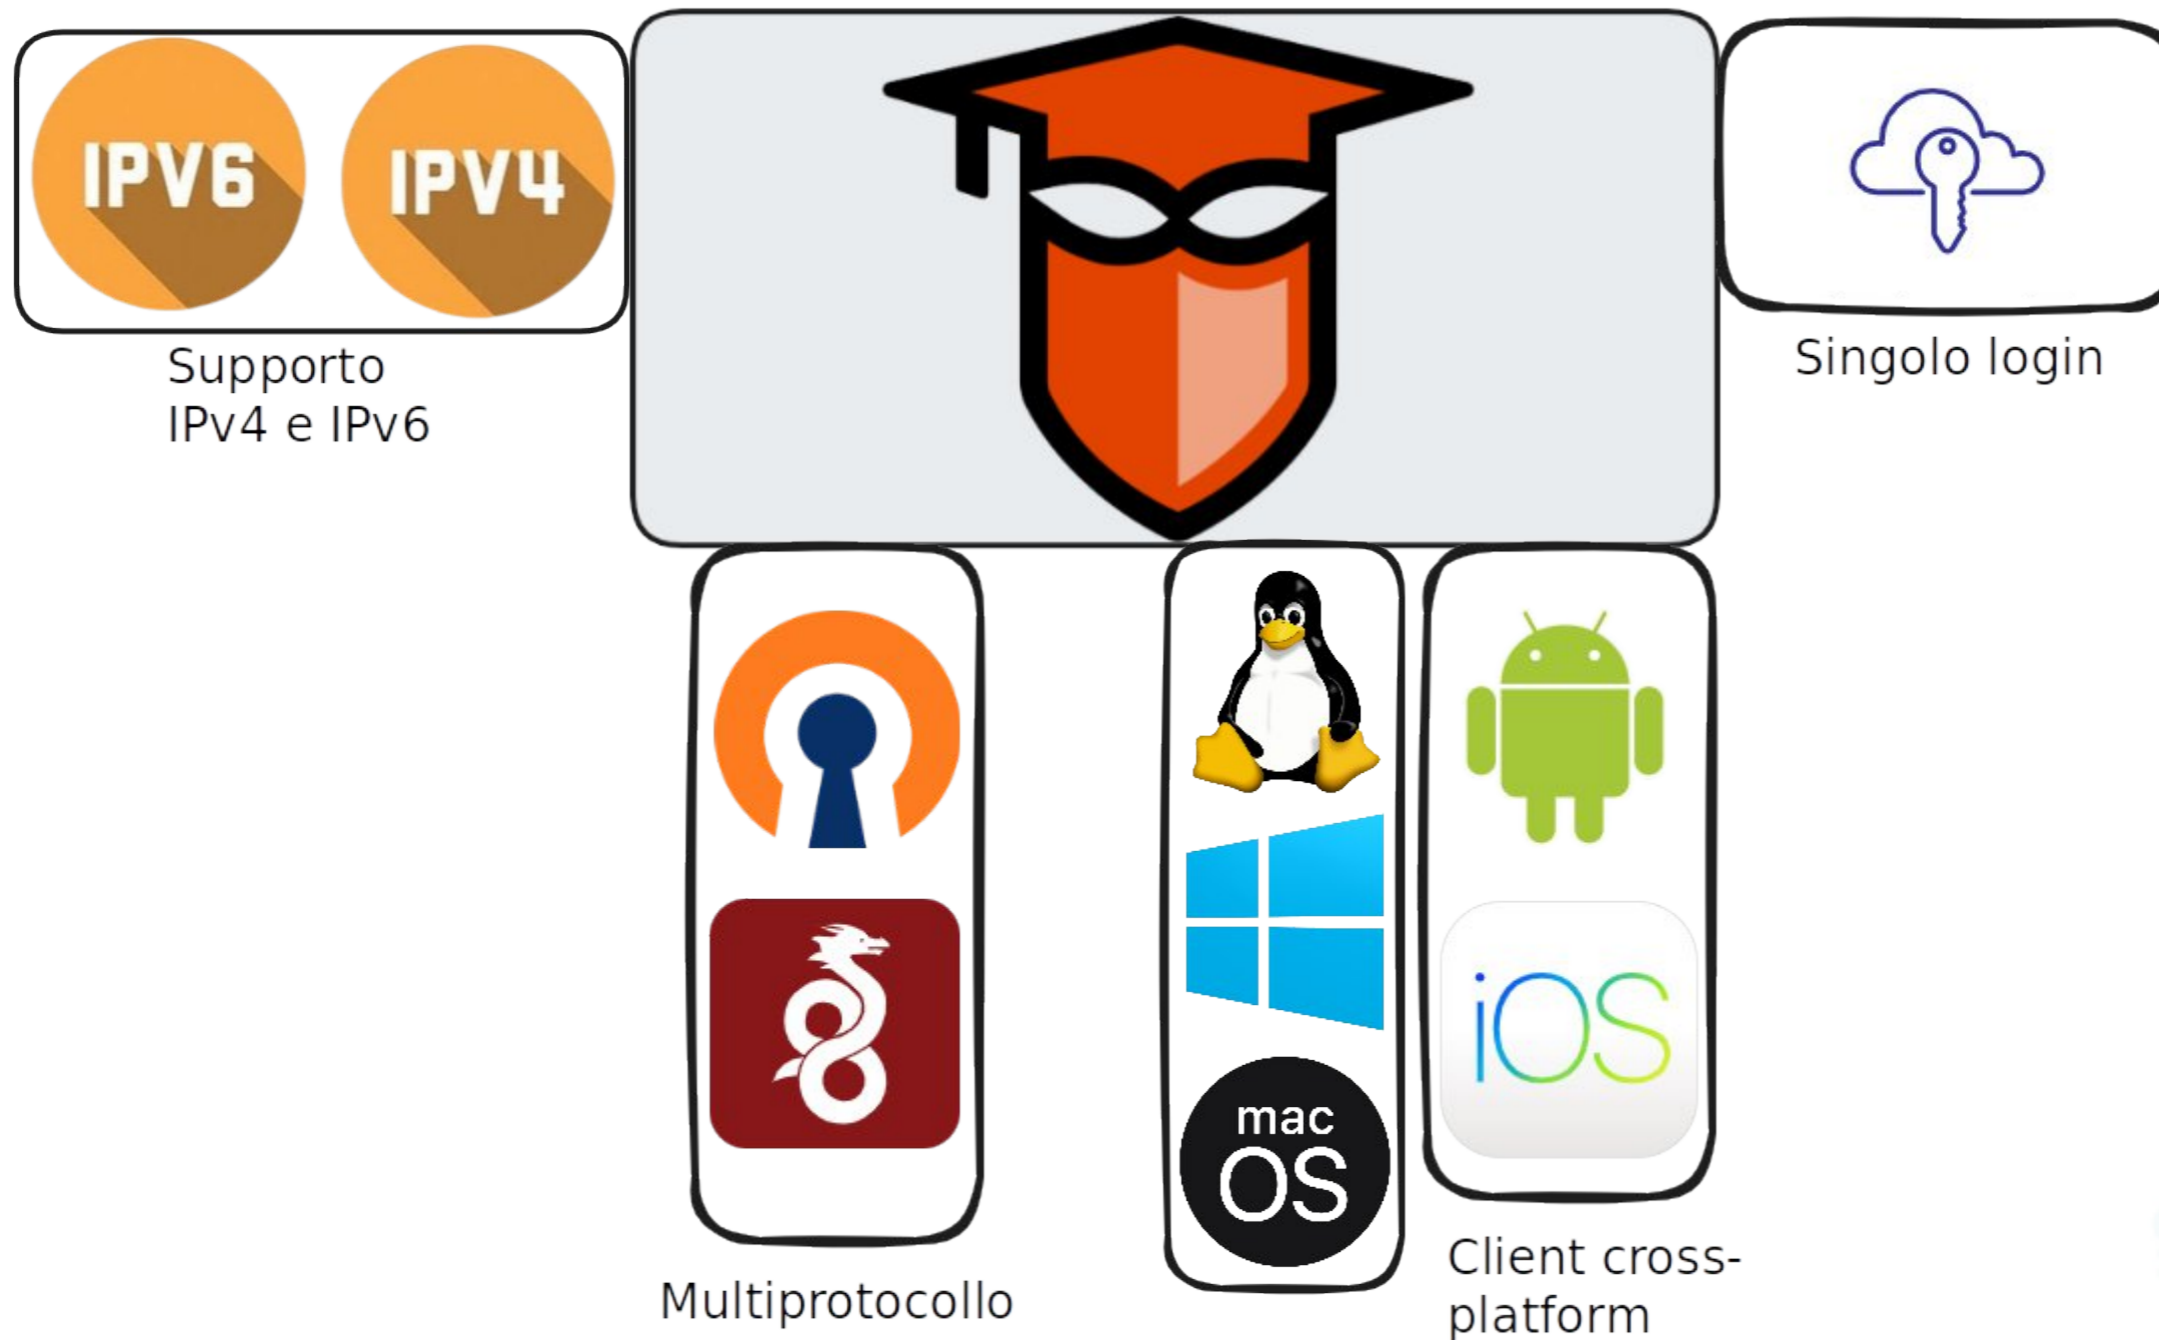 IPV6
IPV4
Supporto
IPv4 e IPv6
Singolo login
iOS
mac
OS
Multiprotocollo
Client cross-
platform